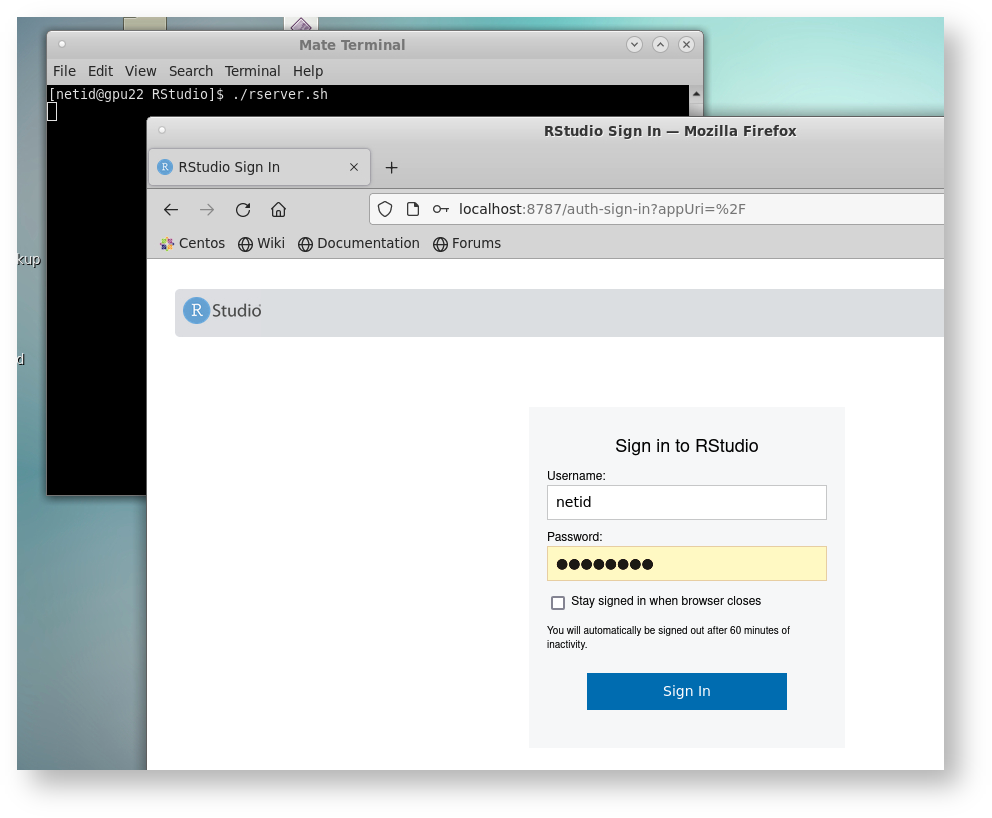 Mate Terminal
File Edit View Search Terminal Help
[netid@gpu22 RStudio]$ ./rserver.sh
RStudio Sign In — Mozilla Firefox
R RStudio Sign In
localhost:8787/auth-sign-in?appUri=%2F
Centos Wiki Documentation Forums
kup
R Studio
d
Sign in to RStudio
Username:
netid
Password:
Stay signed in when browser closes
You will automatically be signed out after 60 minutes of
inactivity.
Sign In